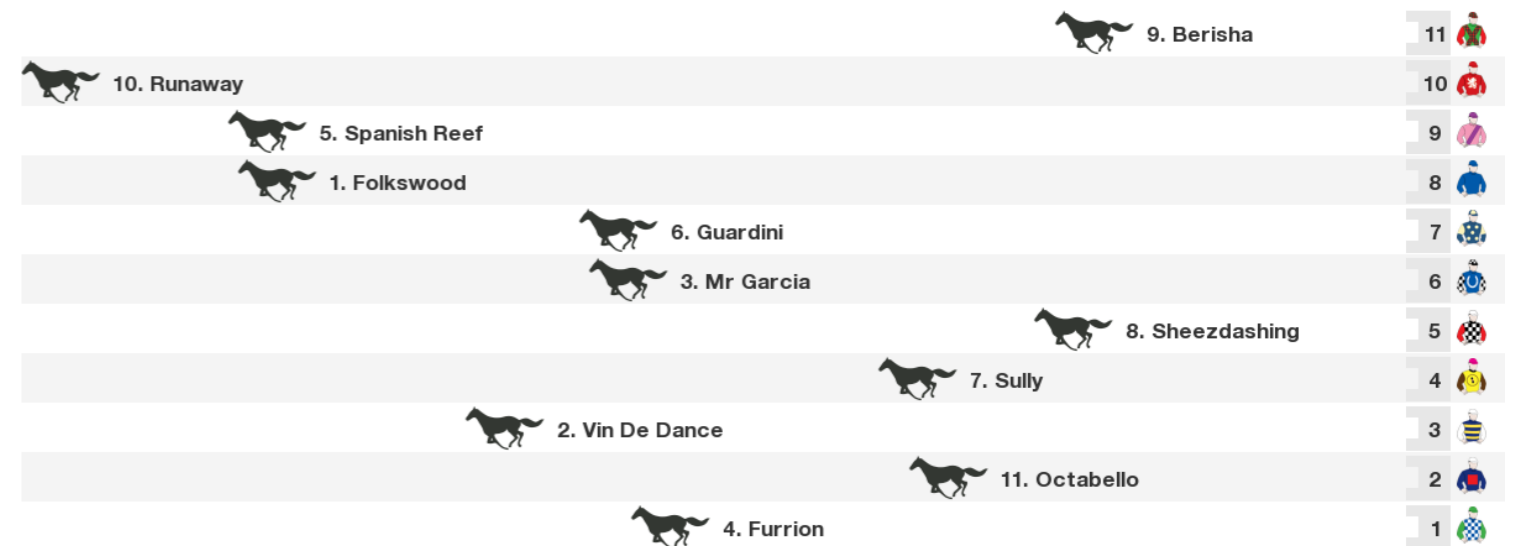 9. Berisha 11
10. Runaway 10
5. Spanish Reef 9
1. Folkswood 8
6. Guardini 7
3. Mr Garcia 6
8. Sheezdashing 5
7. Sully 4
2. Vin De Dance 3
11. Octabello 2
4. Furrion 1